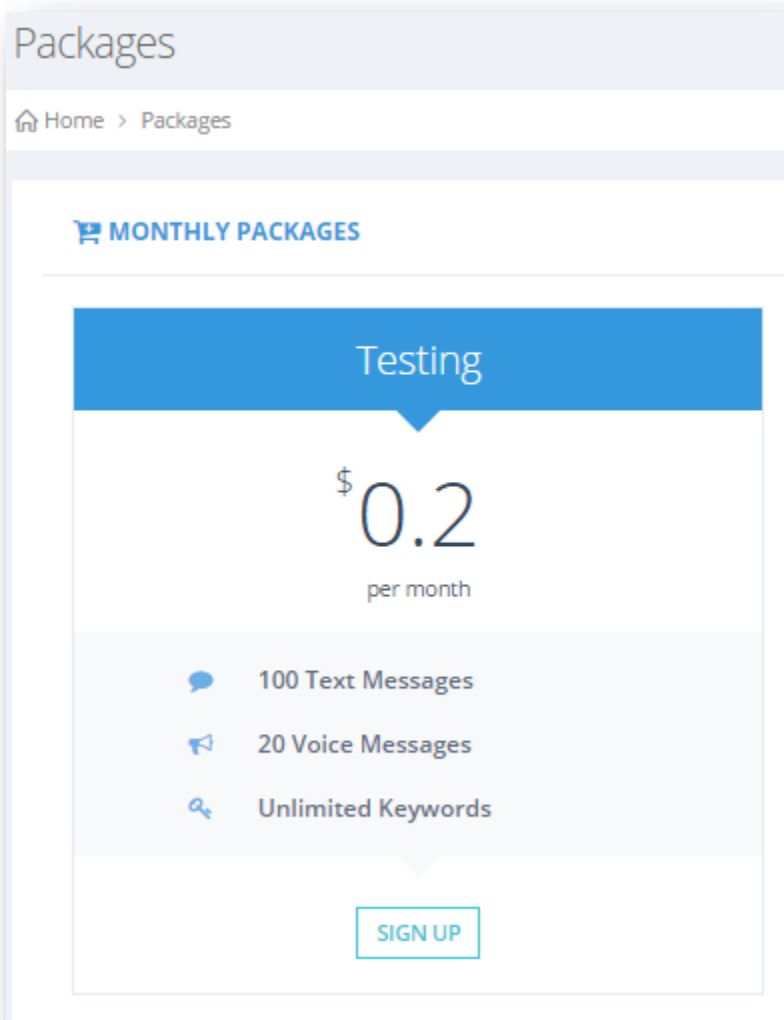 Packages
Home > Packages
MONTHLY PACKAGES
Testing
$0.2
per month
100 Text Messages
20 Voice Messages
Unlimited Keywords
SIGN UP